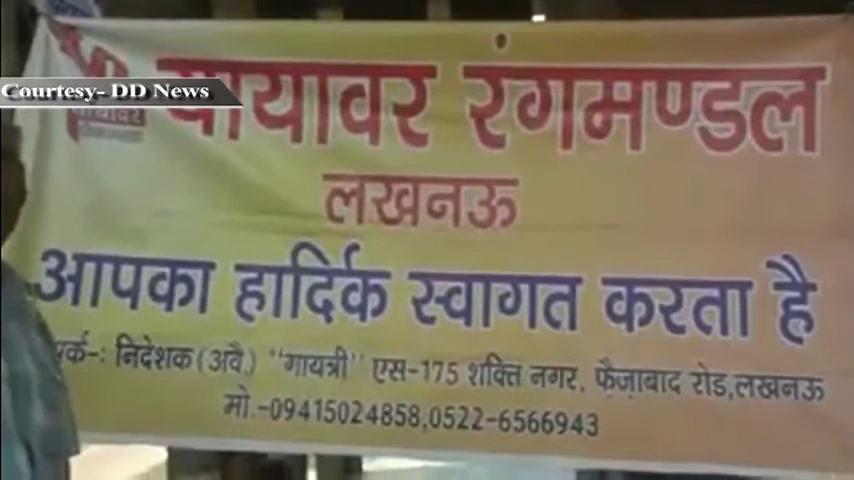 Courtesy- DD News
यायावर रंगमण्डल
लखनऊ
आपका हार्दिक स्वागत करता है
निदेशक (अवै.) "गायत्री" एस-175 शक्ति नगर, फ़ैज़ाबाद रोड,लखनऊ
मो.-09415024858,0522-6566943